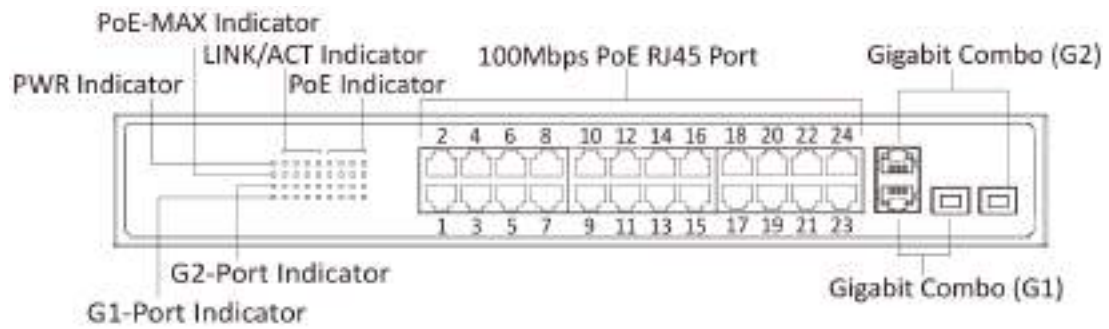 PoE-MAX Indicator
LINK/ACT Indicator
100Mbps PoE RJ45 Port
Gigabit Combo (G2)
PWR Indicator
PoE Indicator
2 4 6 8 10 12 14 16 18 20 22 24
1 3 5 7 9 11 13 15 17 19 21 23
G2-Port Indicator
Gigabit Combo (G1)
G1-Port Indicator